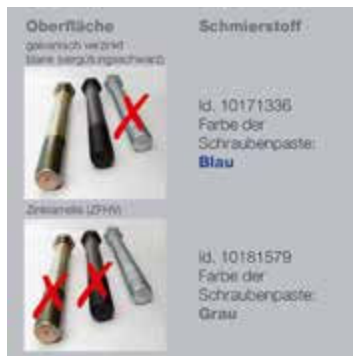 Oberfläche
Schmierstoff
galvanisch verzinkt
blank (vergütungsschwarz)
Id. 10171336
Farbe der
Schraubenpaste:
Blau
Zinklamelle (ZFHV)
Id. 10181579
Farbe der
Schraubenpaste:
Grau